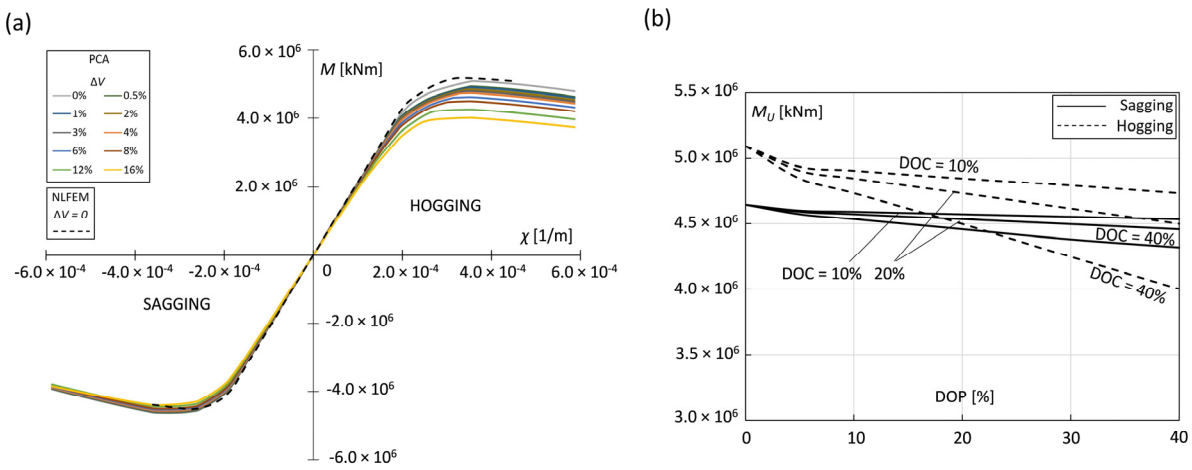 (a)
PCA
ΔV
0% 0.5%
1% 2%
3% 4%
6% 8%
12% 16%
NLFEM
ΔV = 0
6.0 × 10⁶
M [kNm]
4.0 × 10⁶
2.0 × 10⁶
HOGGING
χ [1/m]
-6.0 x 10⁻⁴ -4.0 x 10⁻⁴ -2.0 x 10⁻⁴ 0 2.0 x 10⁻⁴ 4.0 x 10⁻⁴ 6.0 x 10⁻⁴
SAGGING
-2.0 × 10⁶
-4.0 × 10⁶
-6.0 × 10⁶
(b)
5.5 × 10⁶
M_U [kNm]
Sagging
Hogging
5.0 × 10⁶
DOC = 10%
4.5 × 10⁶
DOC = 40%
DOC = 10% 20%
DOC = 40%
4.0 × 10⁶
3.5 × 10⁶
DOP [%]
3.0 × 10⁶
0 10 20 30 40